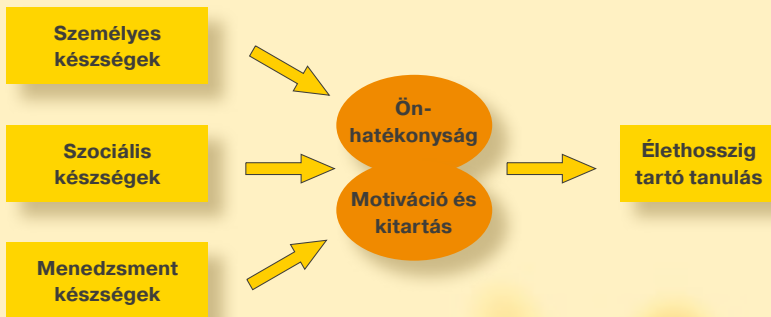 Személyes
készségek
Szociális
készségek
Menedzsment
készségek
Ön-
hatékonyság
Motiváció és
kitartás
Élethosszig
tartó tanulás